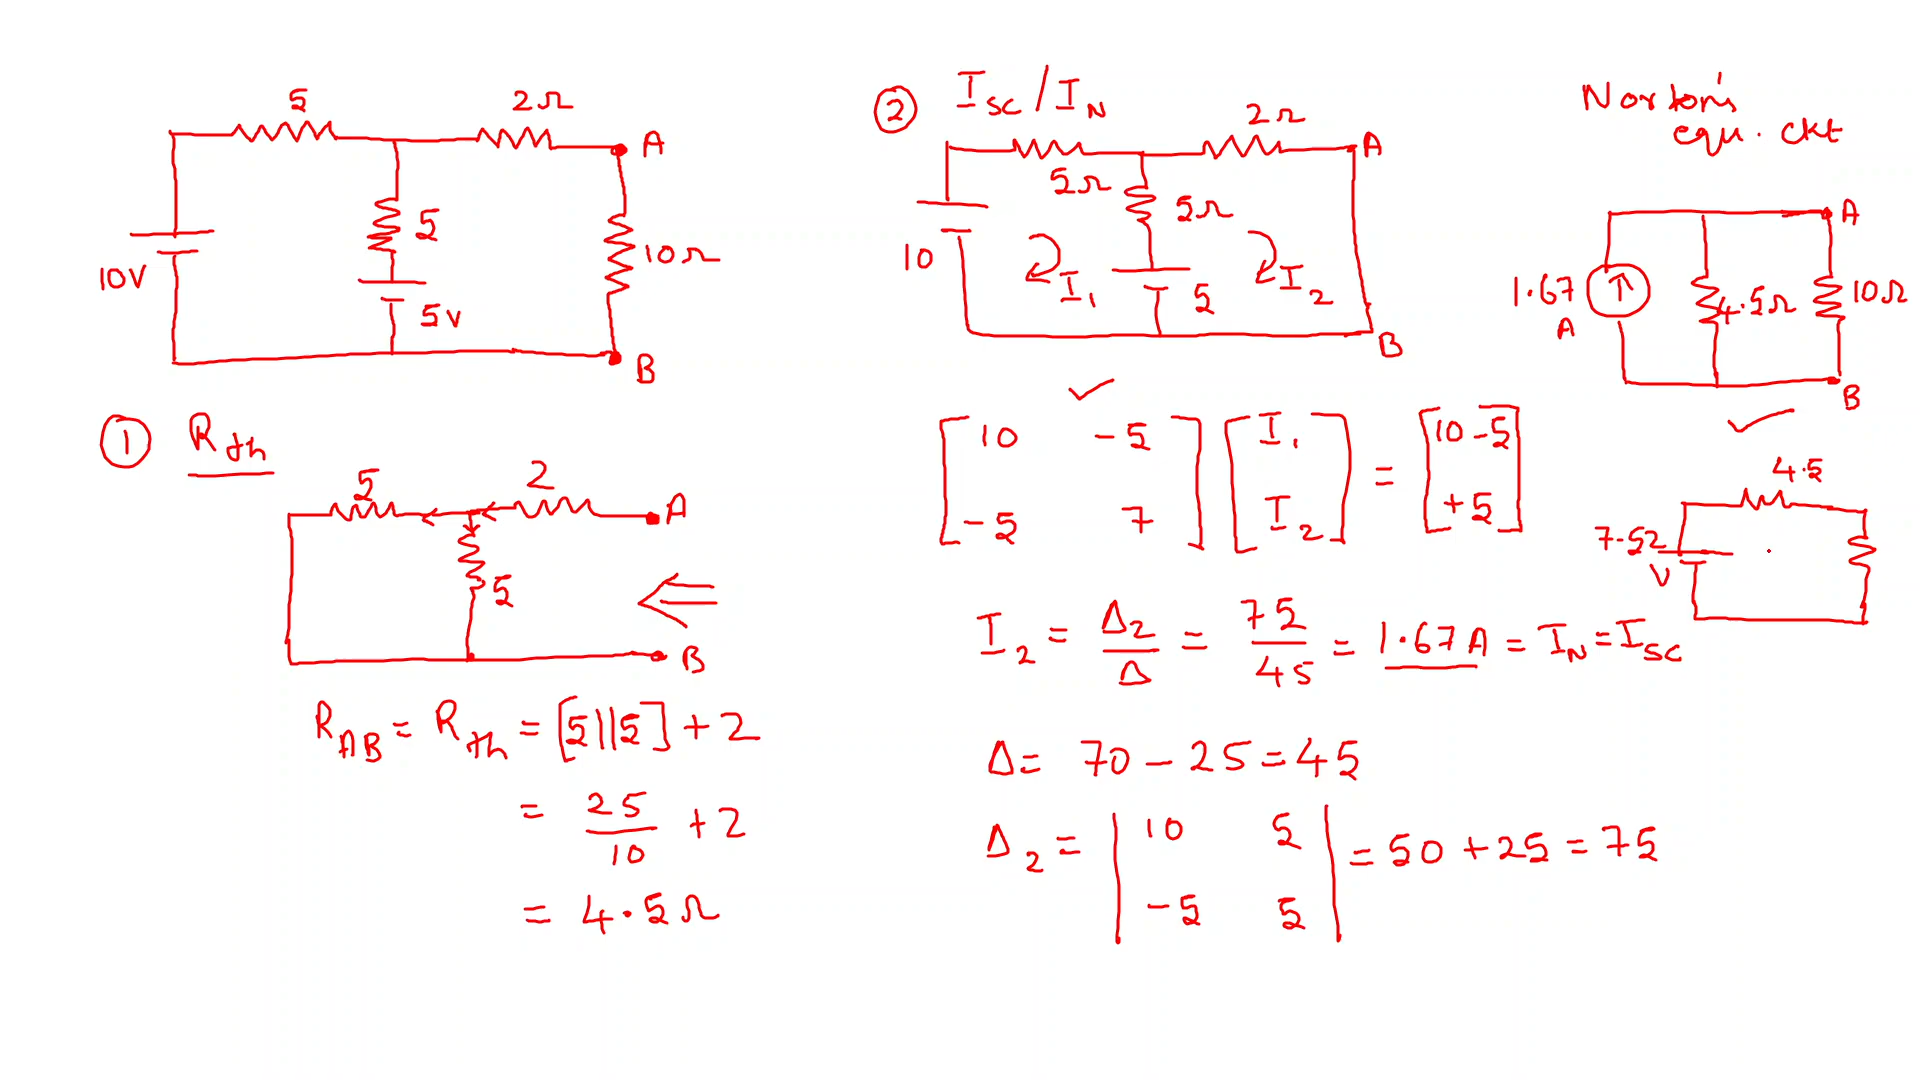 5
2Ω
A
5
10V
10Ω
5V
B
① Rth
5
2
A
5
B
RAB = Rth = [5||5] + 2
= 25/10 + 2
= 4.5Ω
② ISC/IN
2Ω
A
5Ω
5Ω
10
I1
I2
5
B
[10 -5; -5 7] [I1; I2] = [10-5; +5]
I2 = Δ2/Δ = 75/45 = 1.67A = IN = ISC
Δ = 70 - 25 = 45
Δ2 = |10 5; -5 5| = 50 + 25 = 75
Norton's
equ. ckt
A
1.67
A
4.5Ω
10Ω
B
4.5
7.52
V